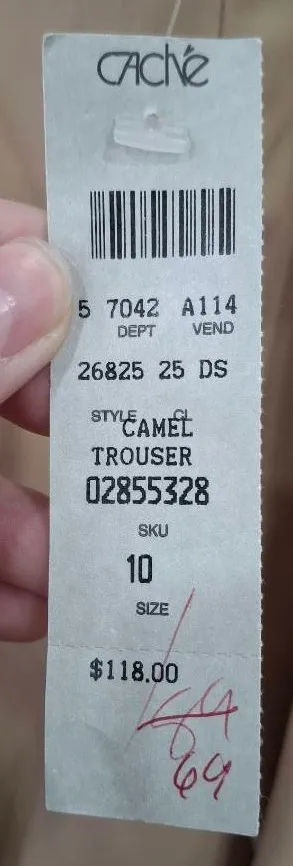 CAChé
5 7042 A114
DEPT VEND
26825 25 DS
STYLE CL
CAMEL
TROUSER
02855328
SKU
10
SIZE
$118.00
89
69